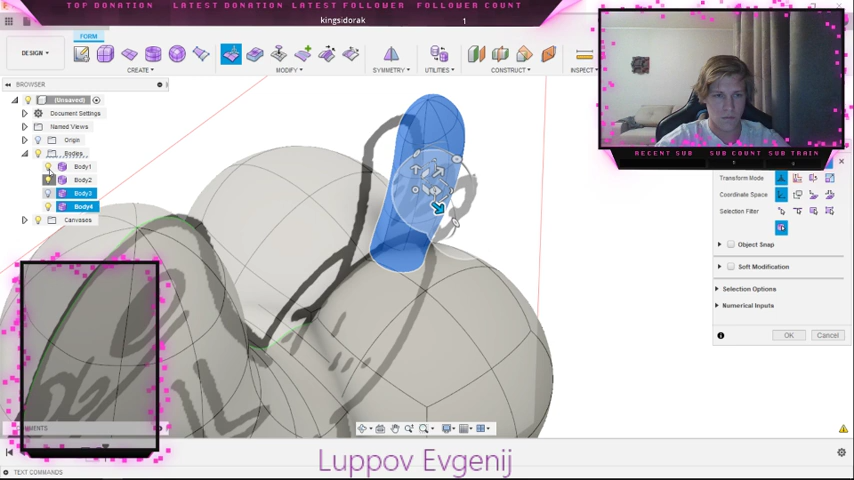 TOP DONATION LATEST DONATION LATEST FOLLOWER FOLLOWER COUNT
kingsidorak
1
FORM
DESIGN
CREATE
MODIFY
SYMMETRY
UTILITIES
CONSTRUCT
INSPECT
BROWSER
(Unsaved)
Document Settings
Named Views
Origin
Bodies
Body1
Body2
Body3
Body4
Canvases
RECENT SUB SUB COUNT SUB TRAIN
Transform Mode
Coordinate Space
Selection Filter
Object Snap
Soft Modification
Selection Options
Numerical Inputs
OK Cancel
TEXT COMMANDS
Luppov Evgenij